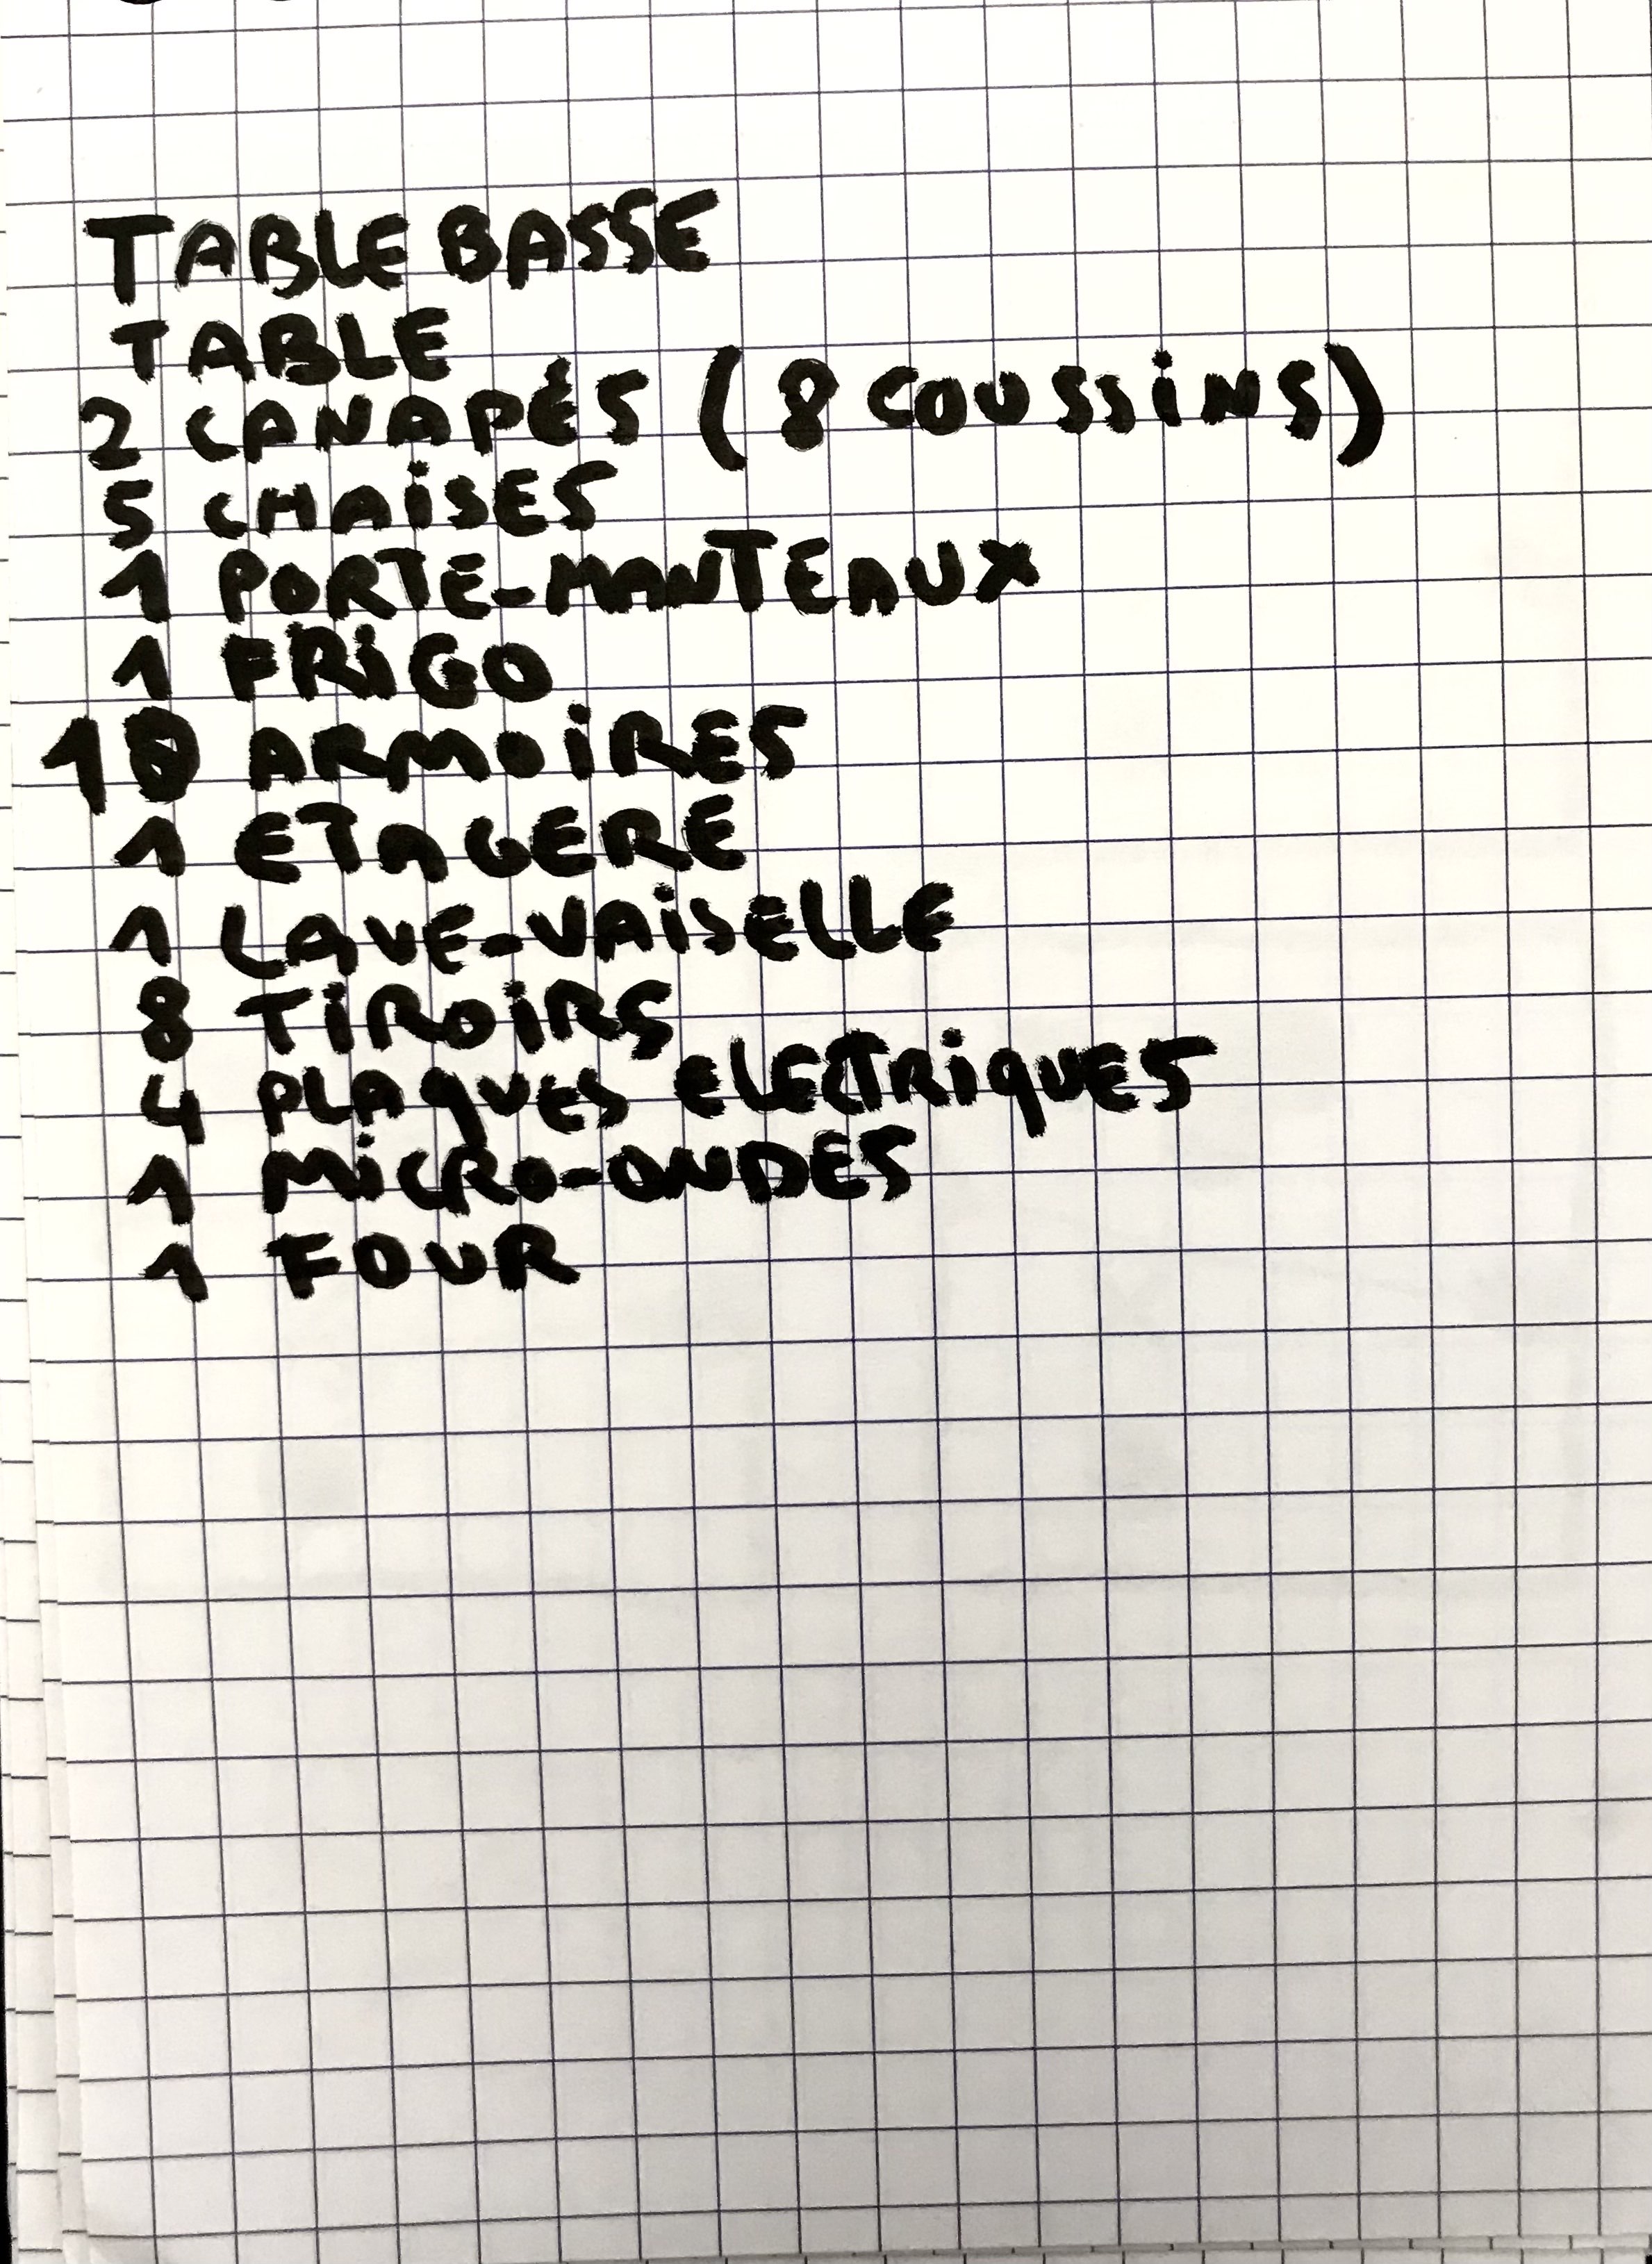 TABLE BASSE
TABLE
2 CANAPÉS (8 COUSSINS)
5 CHAISES
1 PORTE-MANTEAUX
1 FRIGO
10 ARMOIRES
1 ETAGERE
1 LAVE-VAISELLE
8 TIROIRS
4 PLAQUES ELECTRIQUES
1 MICRO-ONDES
1 FOUR